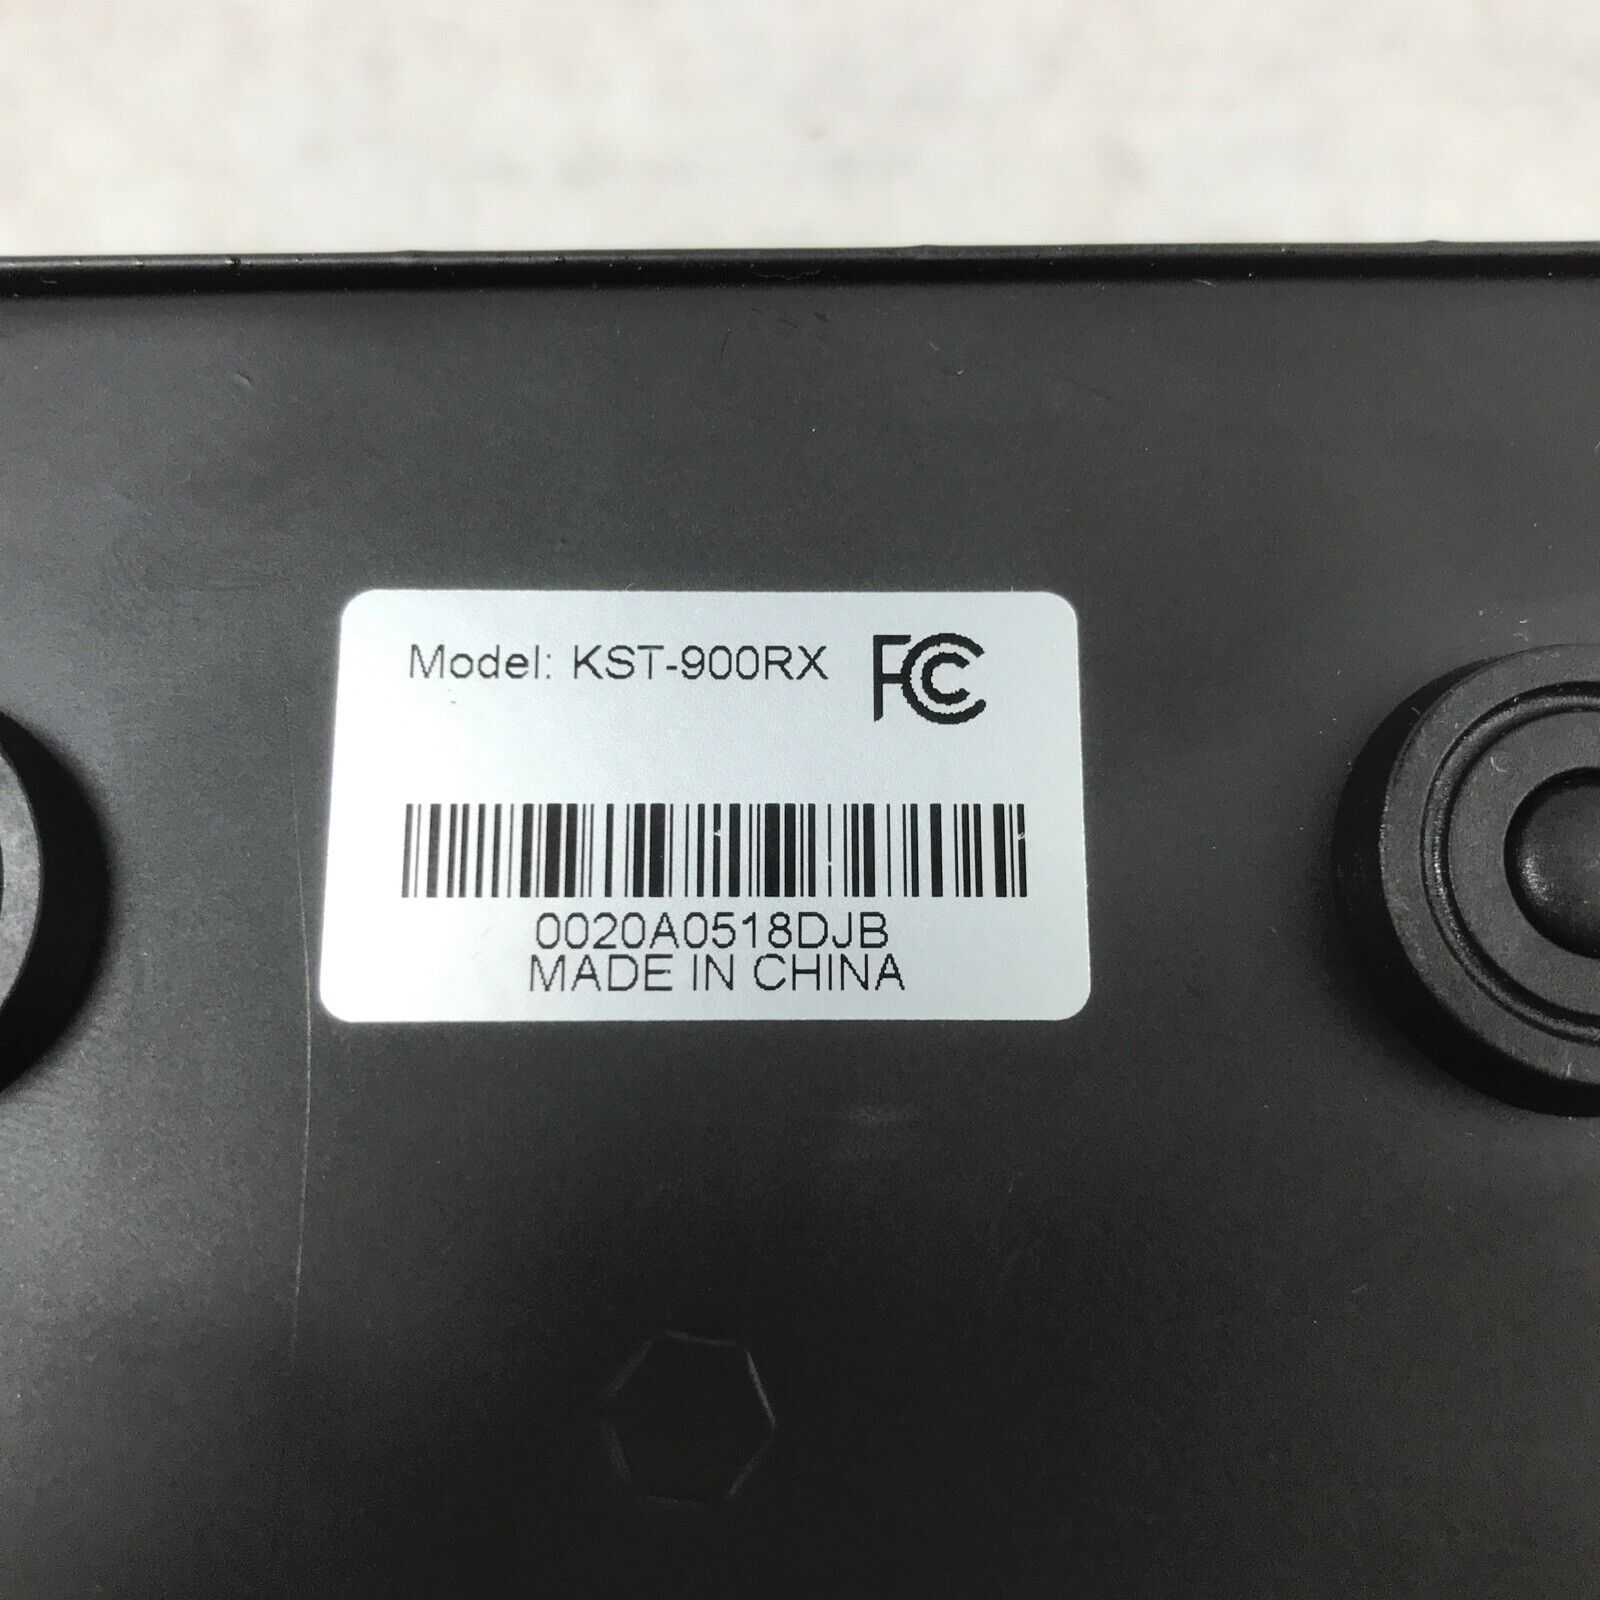 Model: KST-900RX FC
0020A0518DJB
MADE IN CHINA